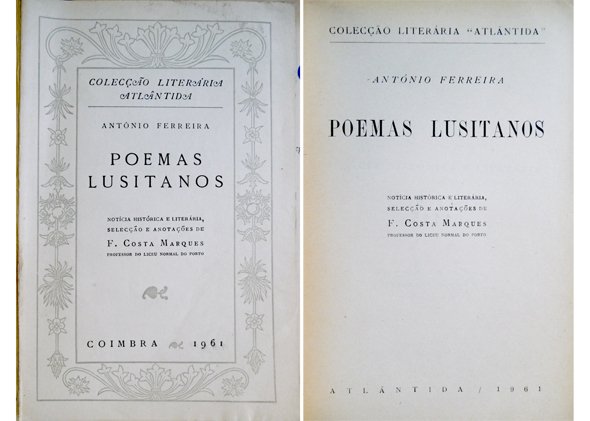 COLECÇÃO LITERÁRIA
ATLÂNTIDA
ANTÓNIO FERREIRA
POEMAS
LUSITANOS
NOTÍCIA HISTÓRICA E LITERÁRIA,
SELECÇÃO E ANOTAÇÕES DE
F. COSTA MARQUES
PROFESSOR DO LICEU NORMAL DO PORTO
COIMBRA 1961
COLECÇÃO LITERÁRIA "ATLÂNTIDA"
ANTÓNIO FERREIRA
POEMAS LUSITANOS
NOTÍCIA HISTÓRICA E LITERÁRIA,
SELECÇÃO E ANOTAÇÕES DE
F. COSTA MARQUES
PROFESSOR DO LICEU NORMAL DO PORTO
ATLÂNTIDA / 1961